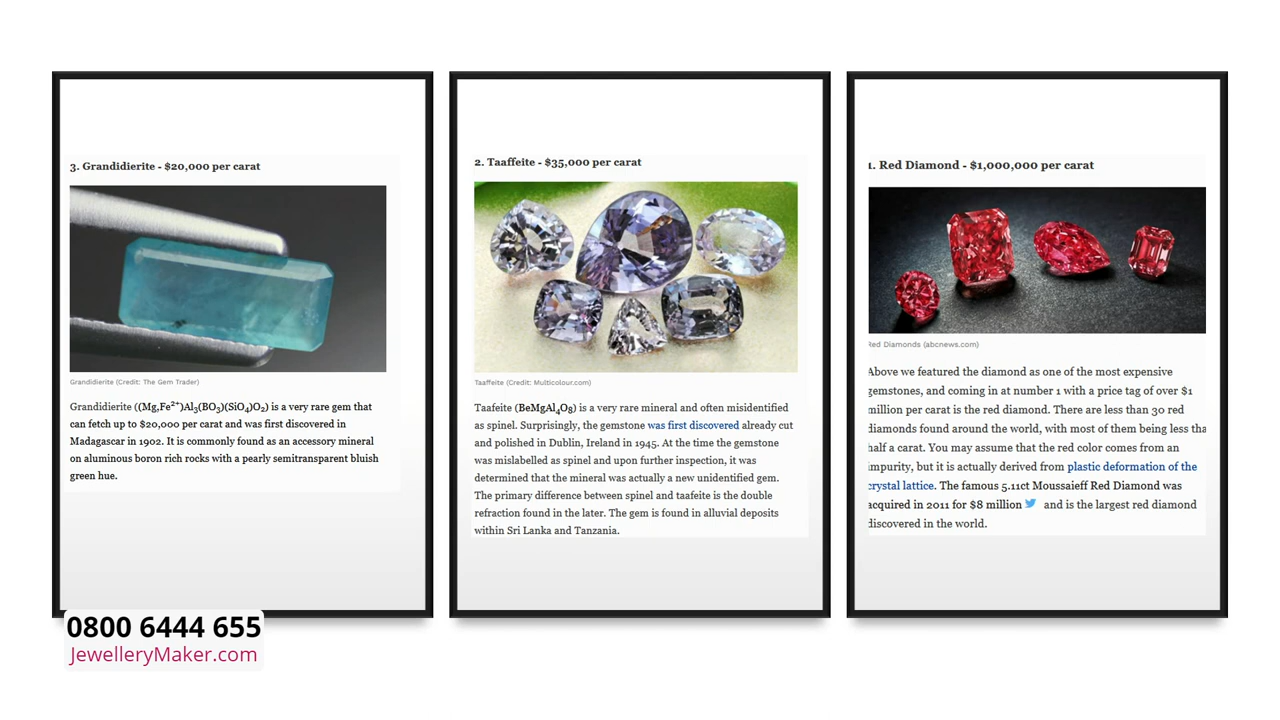 3. Grandidierite - $20,000 per carat
Grandidierite (Credit: The Gem Trader)
Grandidierite ((Mg,Fe²⁺)Al₃(BO₃)(SiO₄)O₂) is a very rare gem that
can fetch up to $20,000 per carat and was first discovered in
Madagascar in 1902. It is commonly found as an accessory mineral
on aluminous boron rich rocks with a pearly semitransparent bluish
green hue.
2. Taaffeite - $35,000 per carat
Taaffeite (Credit: Multicolour.com)
Taafeite (BeMgAl₄O₈) is a very rare mineral and often misidentified
as spinel. Surprisingly, the gemstone was first discovered already cut
and polished in Dublin, Ireland in 1945. At the time the gemstone
was mislabelled as spinel and upon further inspection, it was
determined that the mineral was actually a new unidentified gem.
The primary difference between spinel and taafeite is the double
refraction found in the later. The gem is found in alluvial deposits
within Sri Lanka and Tanzania.
1. Red Diamond - $1,000,000 per carat
Red Diamonds (abcnews.com)
Above we featured the diamond as one of the most expensive
gemstones, and coming in at number 1 with a price tag of over $1
million per carat is the red diamond. There are less than 30 red
diamonds found around the world, with most of them being less tha
half a carat. You may assume that the red color comes from an
impurity, but it is actually derived from plastic deformation of the
crystal lattice. The famous 5.11ct Moussaieff Red Diamond was
acquired in 2011 for $8 million and is the largest red diamond
discovered in the world.
0800 6444 655
JewelleryMaker.com